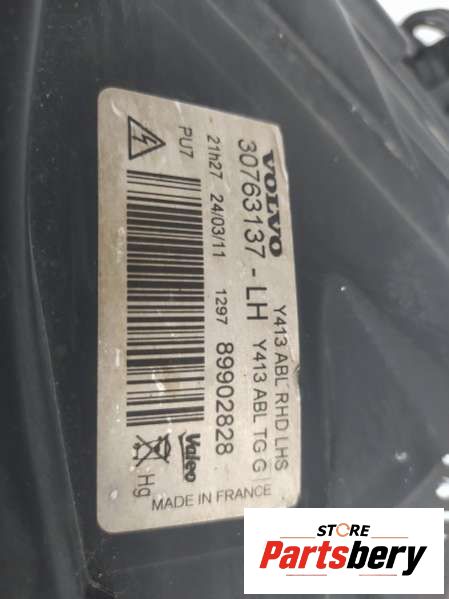 VOLVO
30763137 - LH
Y413 ABL RHD LHS
Y413 ABL TG G
PU7
21h27 24/03/11 1297 89902828
Hg
Valeo
MADE IN FRANCE
STORE
Partsbery